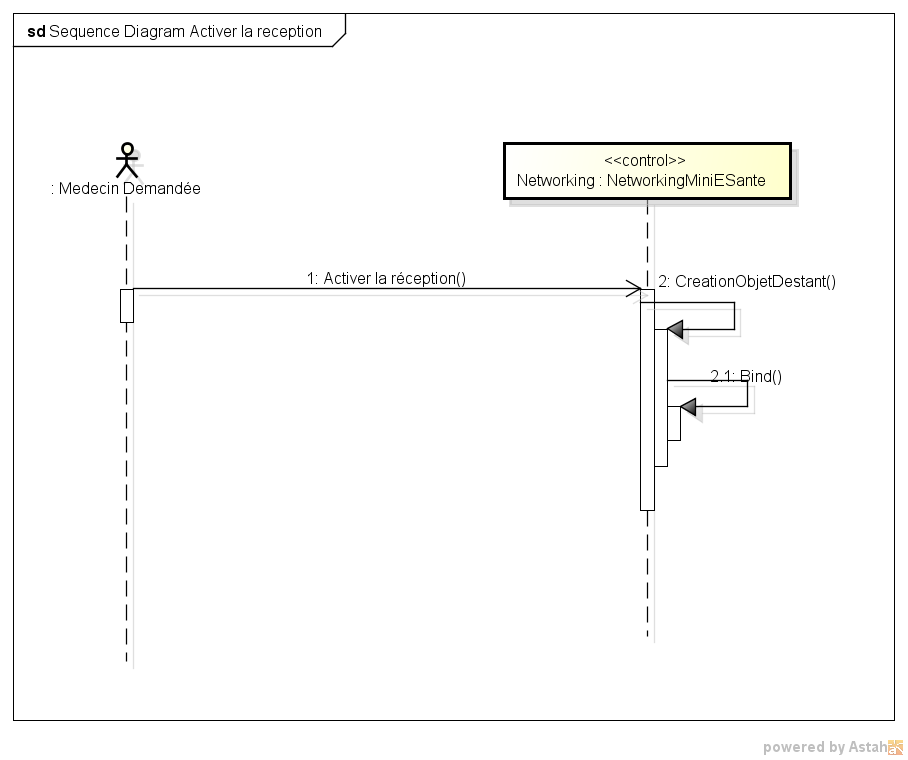 sd Sequence Diagram Activer la reception
: Medecin Demandée
<<control>>
Networking : NetworkingMiniESante
1: Activer la réception()
2: CreationObjetDestant()
2.1: Bind()
powered by Astah